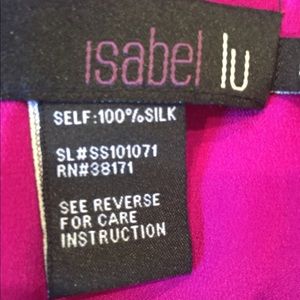 isabel lu
SELF:100%SILK
SL#SS101071
RN#38171
SEE REVERSE
FOR CARE
INSTRUCTION